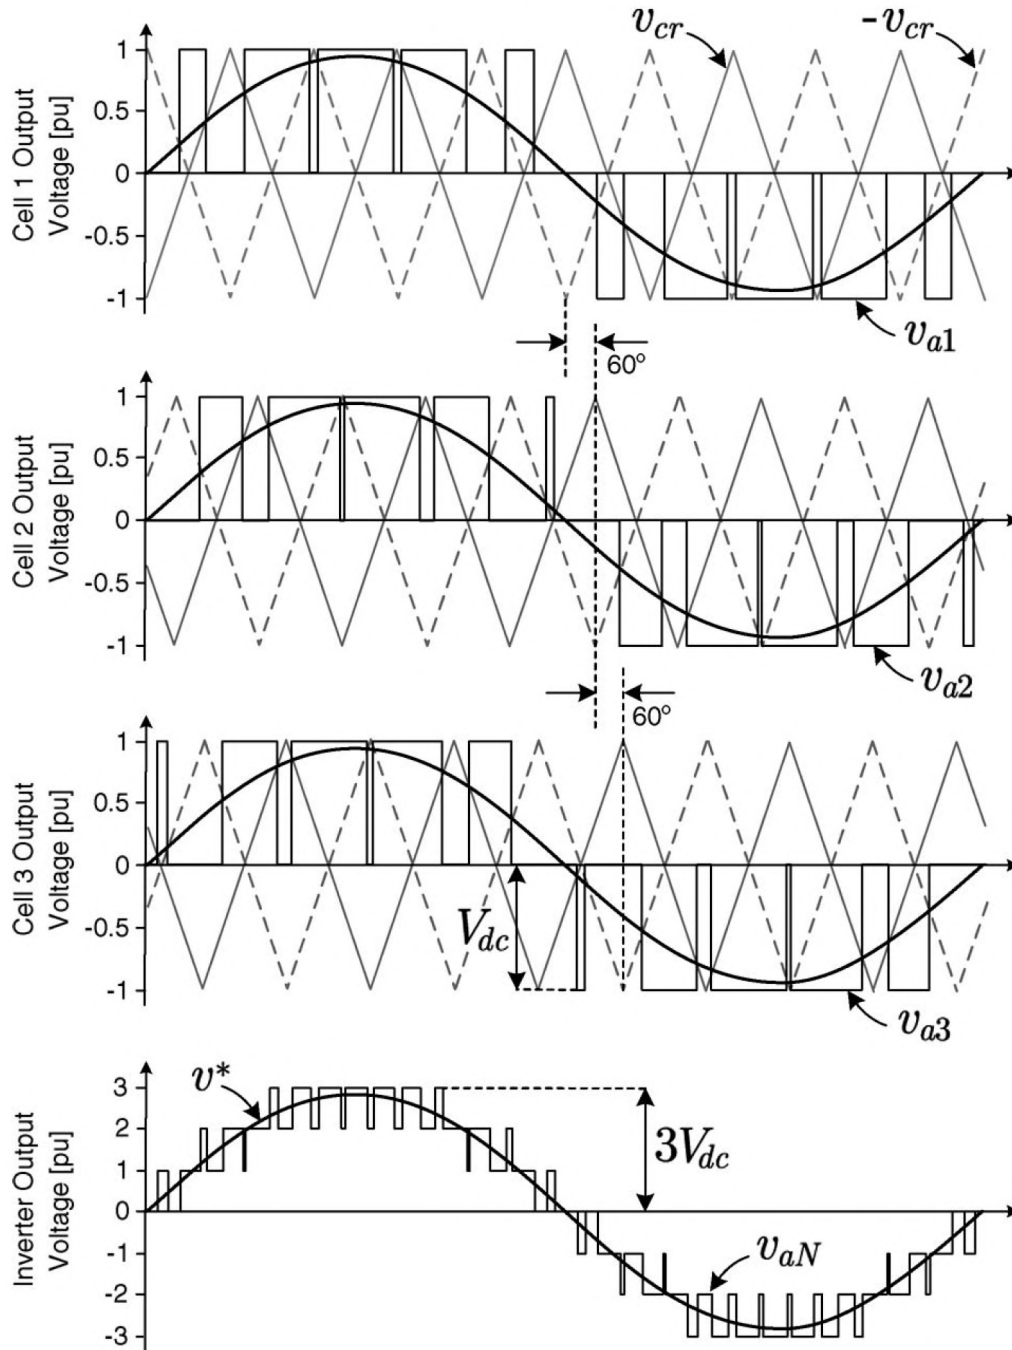 v_cr
-v_cr
Cell 1 Output
Voltage [pu]
1
0.5
0
-0.5
-1
v_a1
60°
Cell 2 Output
Voltage [pu]
1
0.5
0
-0.5
-1
v_a2
60°
Cell 3 Output
Voltage [pu]
1
0.5
0
-0.5
-1
V_dc
v_a3
Inverter Output
Voltage [pu]
3
2
1
0
-1
-2
-3
v*
3V_dc
v_aN